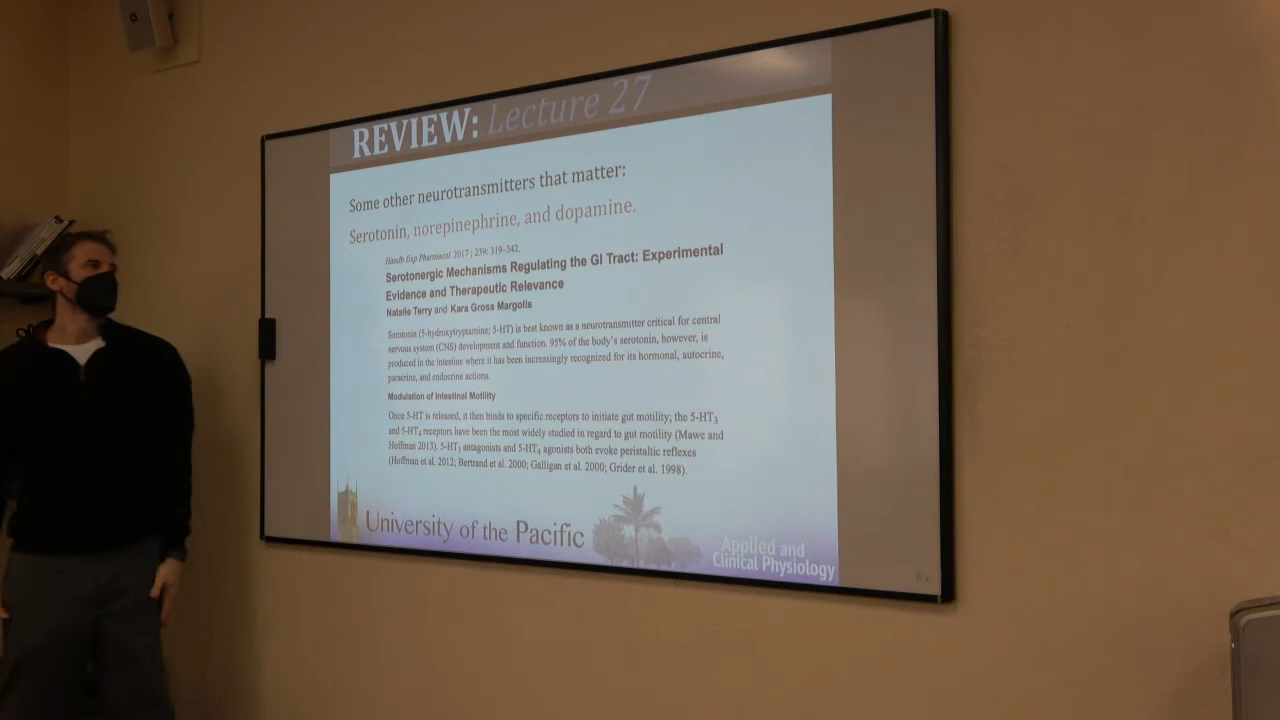 REVIEW: Lecture 27
Some other neurotransmitters that matter:
Serotonin, norepinephrine, and dopamine.
Handb Exp Pharmacol. 2017 ; 239: 319–342.
Serotonergic Mechanisms Regulating the GI Tract: Experimental
Evidence and Therapeutic Relevance
Natalie Terry and Kara Gross Margolis
Serotonin (5-hydroxytryptamine; 5-HT) is best known as a neurotransmitter critical for central
nervous system (CNS) development and function. 95% of the body's serotonin, however, is
produced in the intestine where it has been increasingly recognized for its hormonal, autocrine,
paracrine, and endocrine actions.
Modulation of Intestinal Motility
Once 5-HT is released, it then binds to specific receptors to initiate gut motility; the 5-HT3
and 5-HT4 receptors have been the most widely studied in regard to gut motility (Mawe and
Hoffman 2013). 5-HT3 antagonists and 5-HT4 agonists both evoke peristaltic reflexes
(Hoffman et al. 2012; Bertrand et al. 2000; Galligan et al. 2000; Grider et al. 1998).
University of the Pacific
Applied and
Clinical Physiology